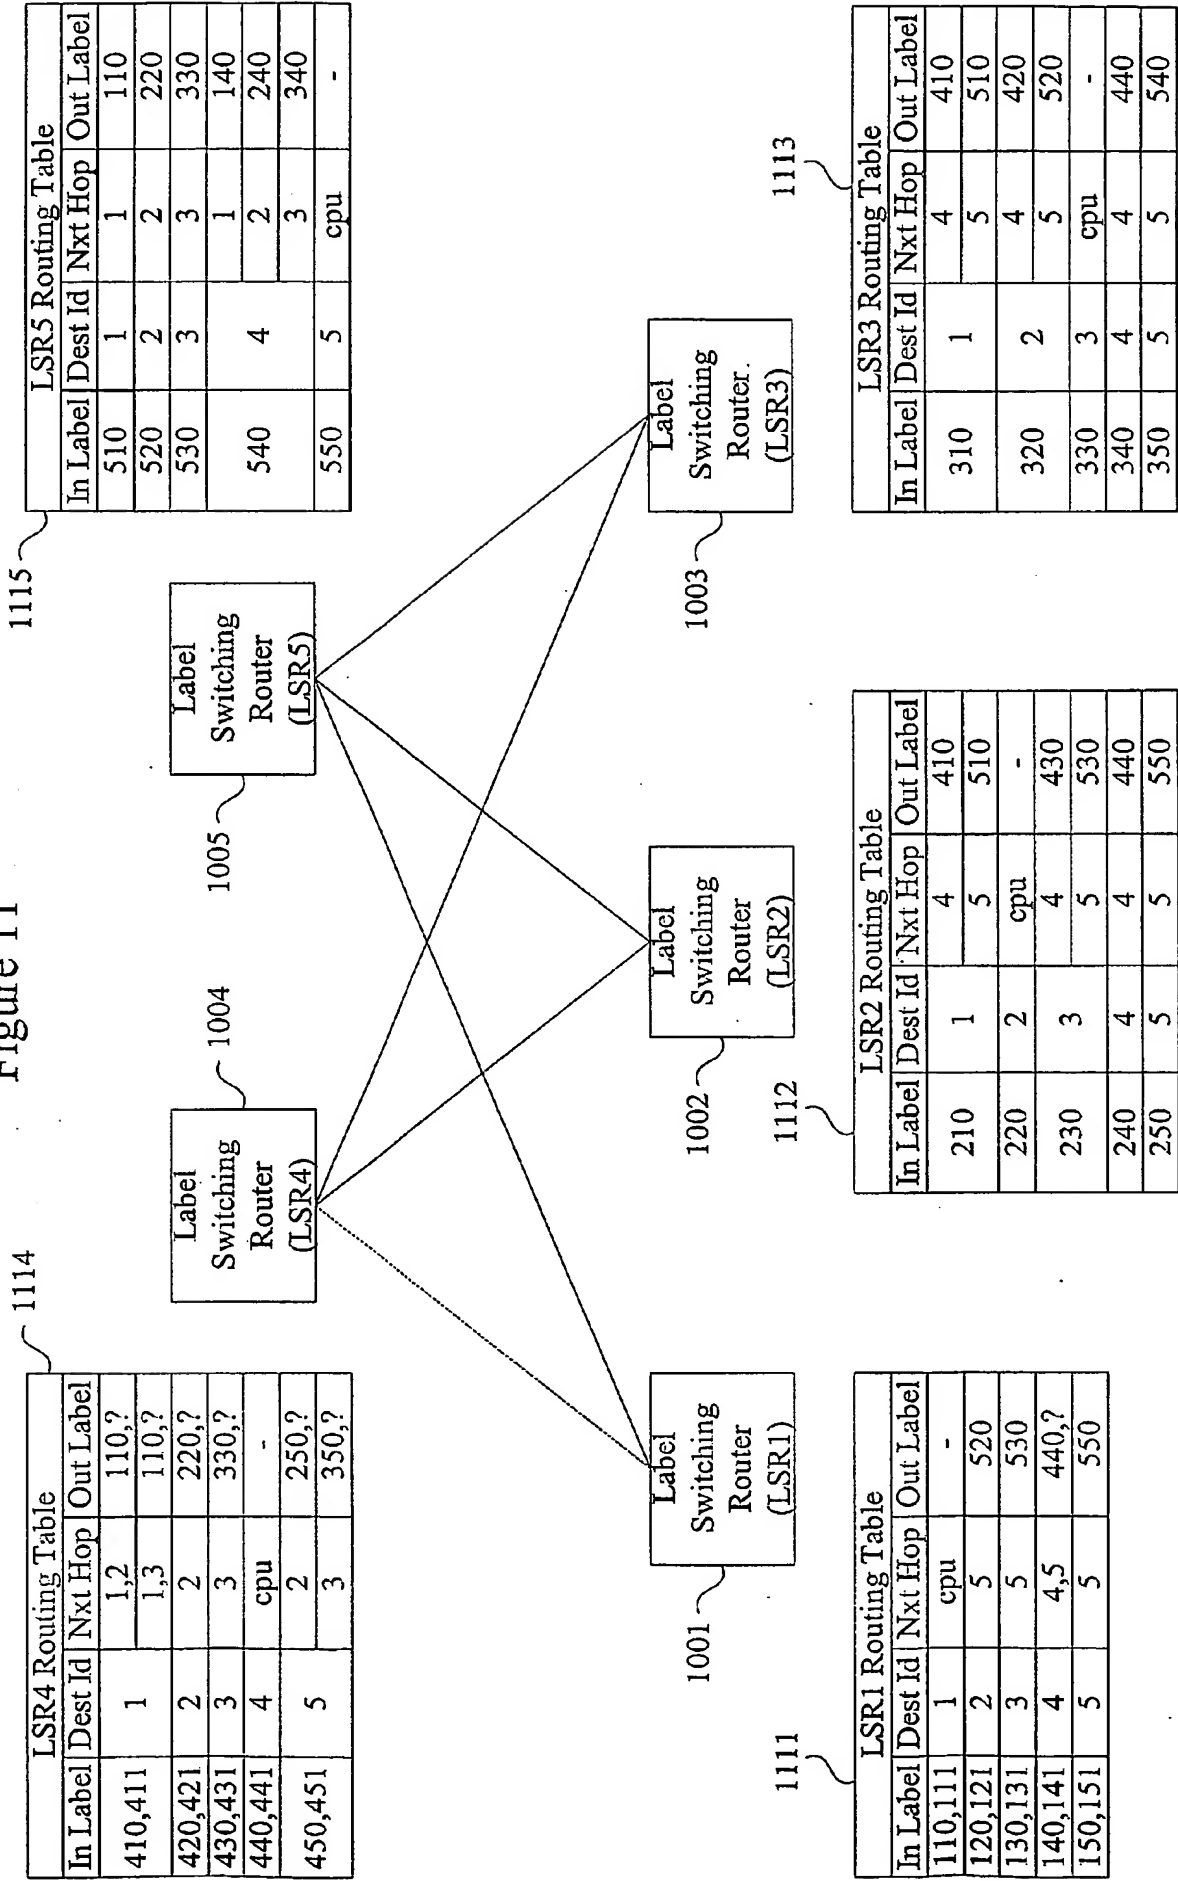 Figure 11
1114
LSR4 Routing Table
In Label Dest Id Nxt Hop Out Label
410,411 1 1,2 110,?
1,3 110,?
420,421 2 2 220,?
430,431 3 3 330,?
440,441 4 cpu -
450,451 5 2 250,?
3 350,?
1004
Label
Switching
Router
(LSR4)
1005
Label
Switching
Router
(LSR5)
1115
LSR5 Routing Table
In Label Dest Id Nxt Hop Out Label
510 1 1 110
520 2 2 220
530 3 3 330
540 4 1 140
2 240
3 340
550 5 cpu -
1001
Label
Switching
Router
(LSR1)
1002
Label
Switching
Router
(LSR2)
1003
Label
Switching
Router.
(LSR3)
1111
LSR1 Routing Table
In Label Dest Id Nxt Hop Out Label
110,111 1 cpu -
120,121 2 5 520
130,131 3 5 530
140,141 4 4,5 440,?
150,151 5 5 550
1112
LSR2 Routing Table
In Label Dest Id Nxt Hop Out Label
210 1 4 410
5 510
220 2 cpu -
230 3 4 430
5 530
240 4 4 440
250 5 5 550
1113
LSR3 Routing Table
In Label Dest Id Nxt Hop Out Label
310 1 4 410
5 510
320 2 4 420
5 520
330 3 cpu -
340 4 4 440
350 5 5 540